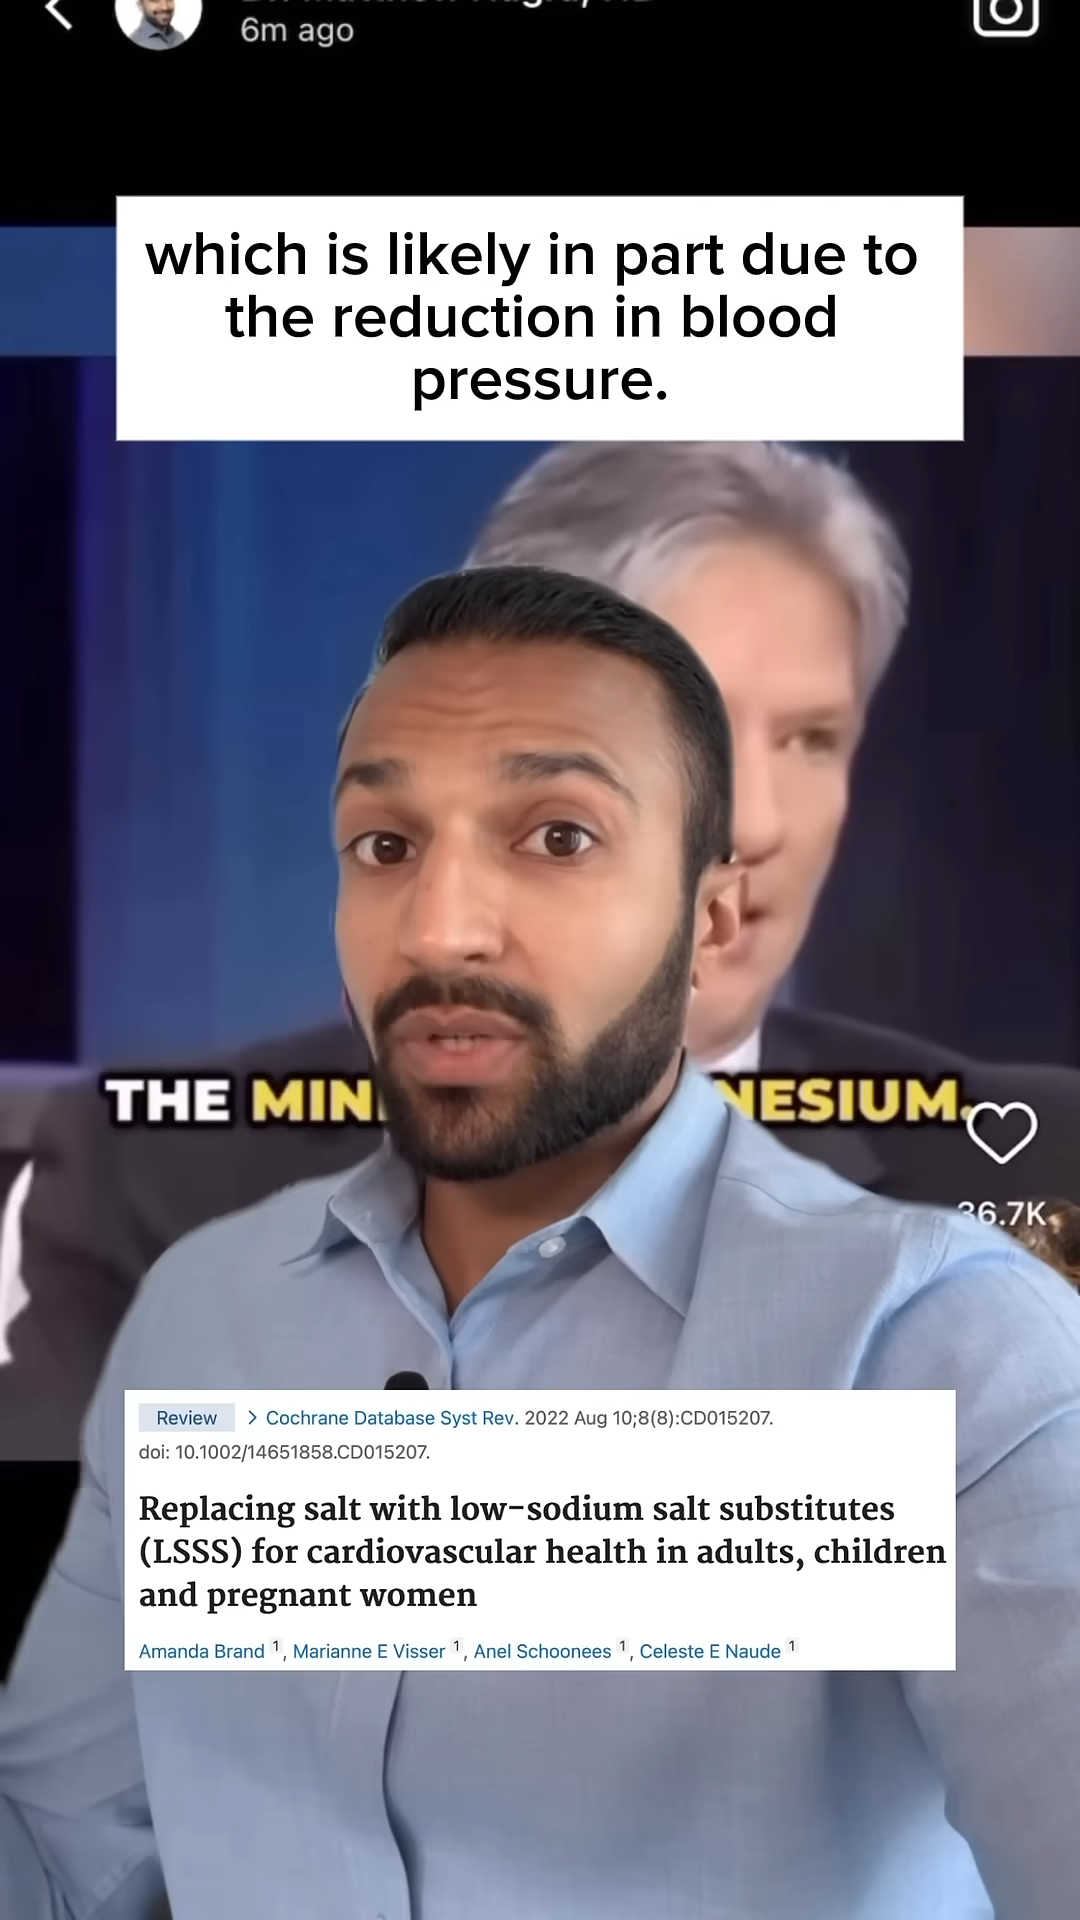 6m ago
which is likely in part due to
the reduction in blood
pressure.
THE MIN NESIUM.
36.7K
Review > Cochrane Database Syst Rev. 2022 Aug 10;8(8):CD015207.
doi: 10.1002/14651858.CD015207.
Replacing salt with low-sodium salt substitutes
(LSSS) for cardiovascular health in adults, children
and pregnant women
Amanda Brand 1, Marianne E Visser 1, Anel Schoonees 1, Celeste E Naude 1